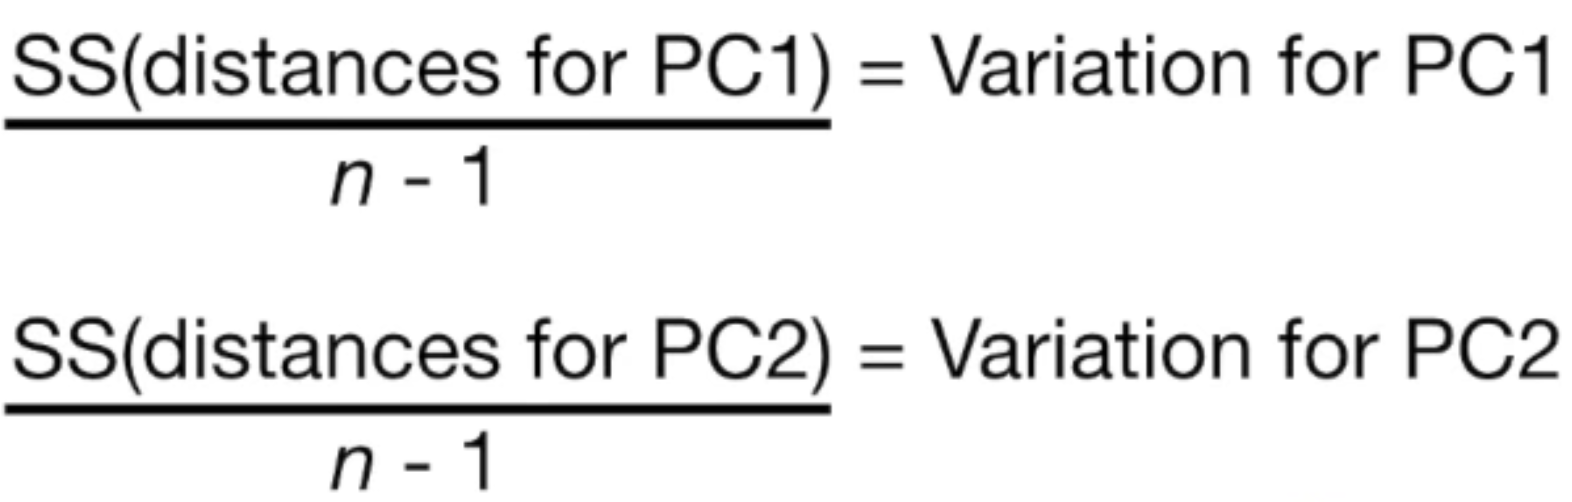 SS(distances for PC1) = Variation for PC1
n - 1
SS(distances for PC2) = Variation for PC2
n - 1